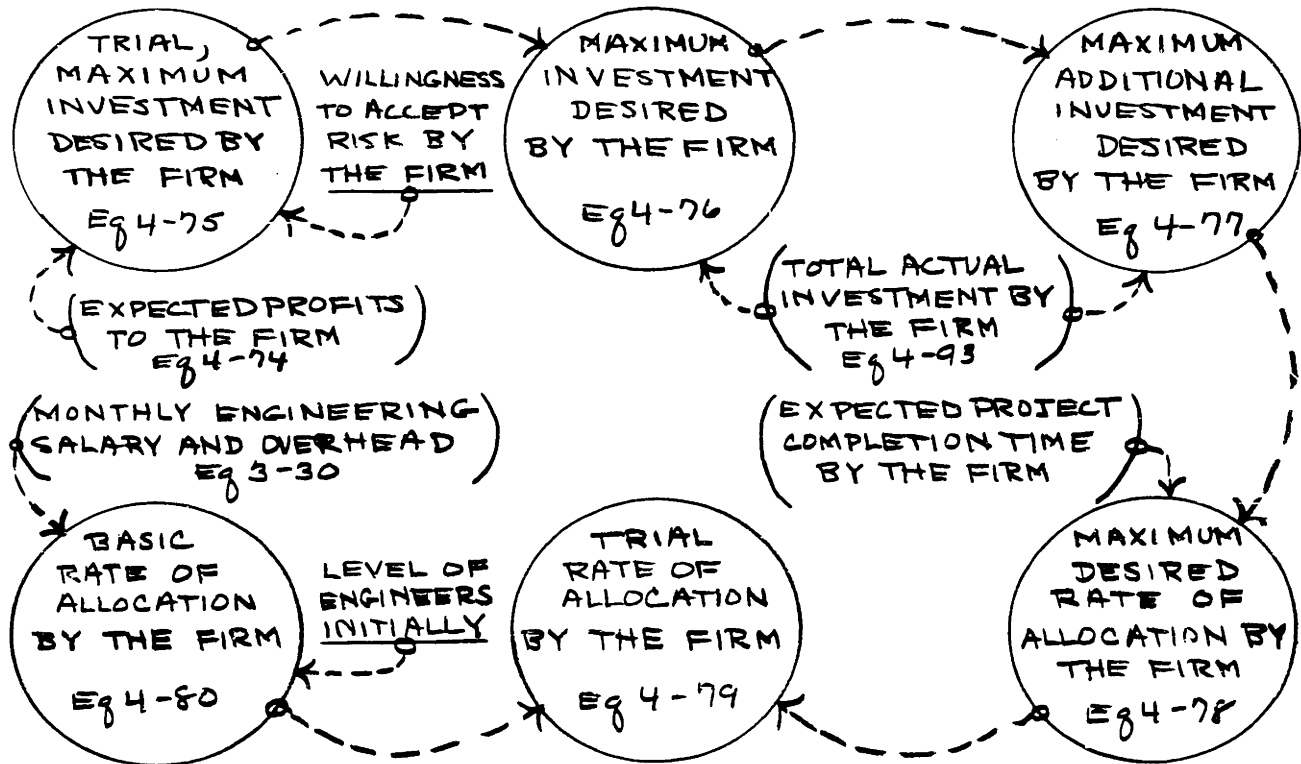 TRIAL,
MAXIMUM
INVESTMENT
DESIRED BY
THE FIRM
Eq 4-75
WILLINGNESS
TO ACCEPT
RISK BY
THE FIRM
MAXIMUM
INVESTMENT
DESIRED
BY THE FIRM
Eq 4-76
MAXIMUM
ADDITIONAL
INVESTMENT
DESIRED
BY THE FIRM
Eq 4-77
(EXPECTED PROFITS
TO THE FIRM
Eq 4-74)
(TOTAL ACTUAL
INVESTMENT BY
THE FIRM
Eq 4-93)
(MONTHLY ENGINEERING
SALARY AND OVERHEAD
Eq 3-30)
(EXPECTED PROJECT
COMPLETION TIME
BY THE FIRM)
BASIC
RATE OF
ALLOCATION
BY THE FIRM
Eq 4-80
LEVEL OF
ENGINEERS
INITIALLY
TRIAL
RATE OF
ALLOCATION
BY THE FIRM
Eq 4-79
MAXIMUM
DESIRED
RATE OF
ALLOCATION BY
THE FIRM
Eq 4-78